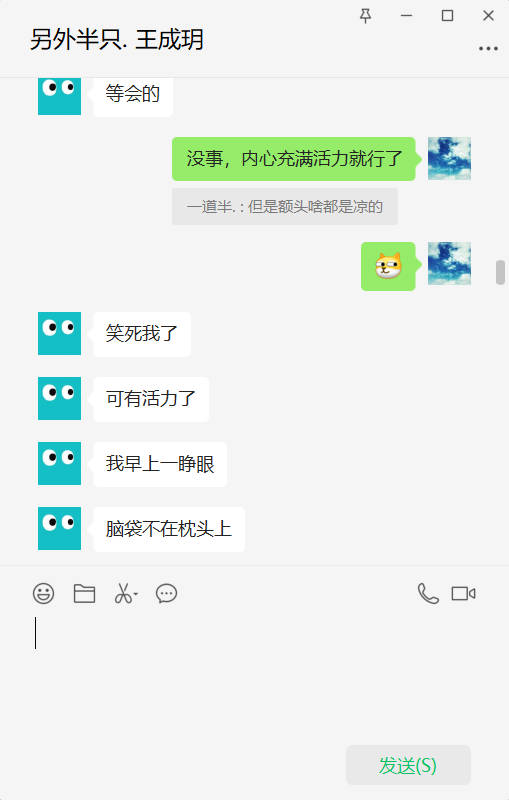 另外半只. 王成玥
等会的
没事，内心充满活力就行了
一道半. : 但是额头啥都是凉的
笑死我了
可有活力了
我早上一睁眼
脑袋不在枕头上
发送(S)